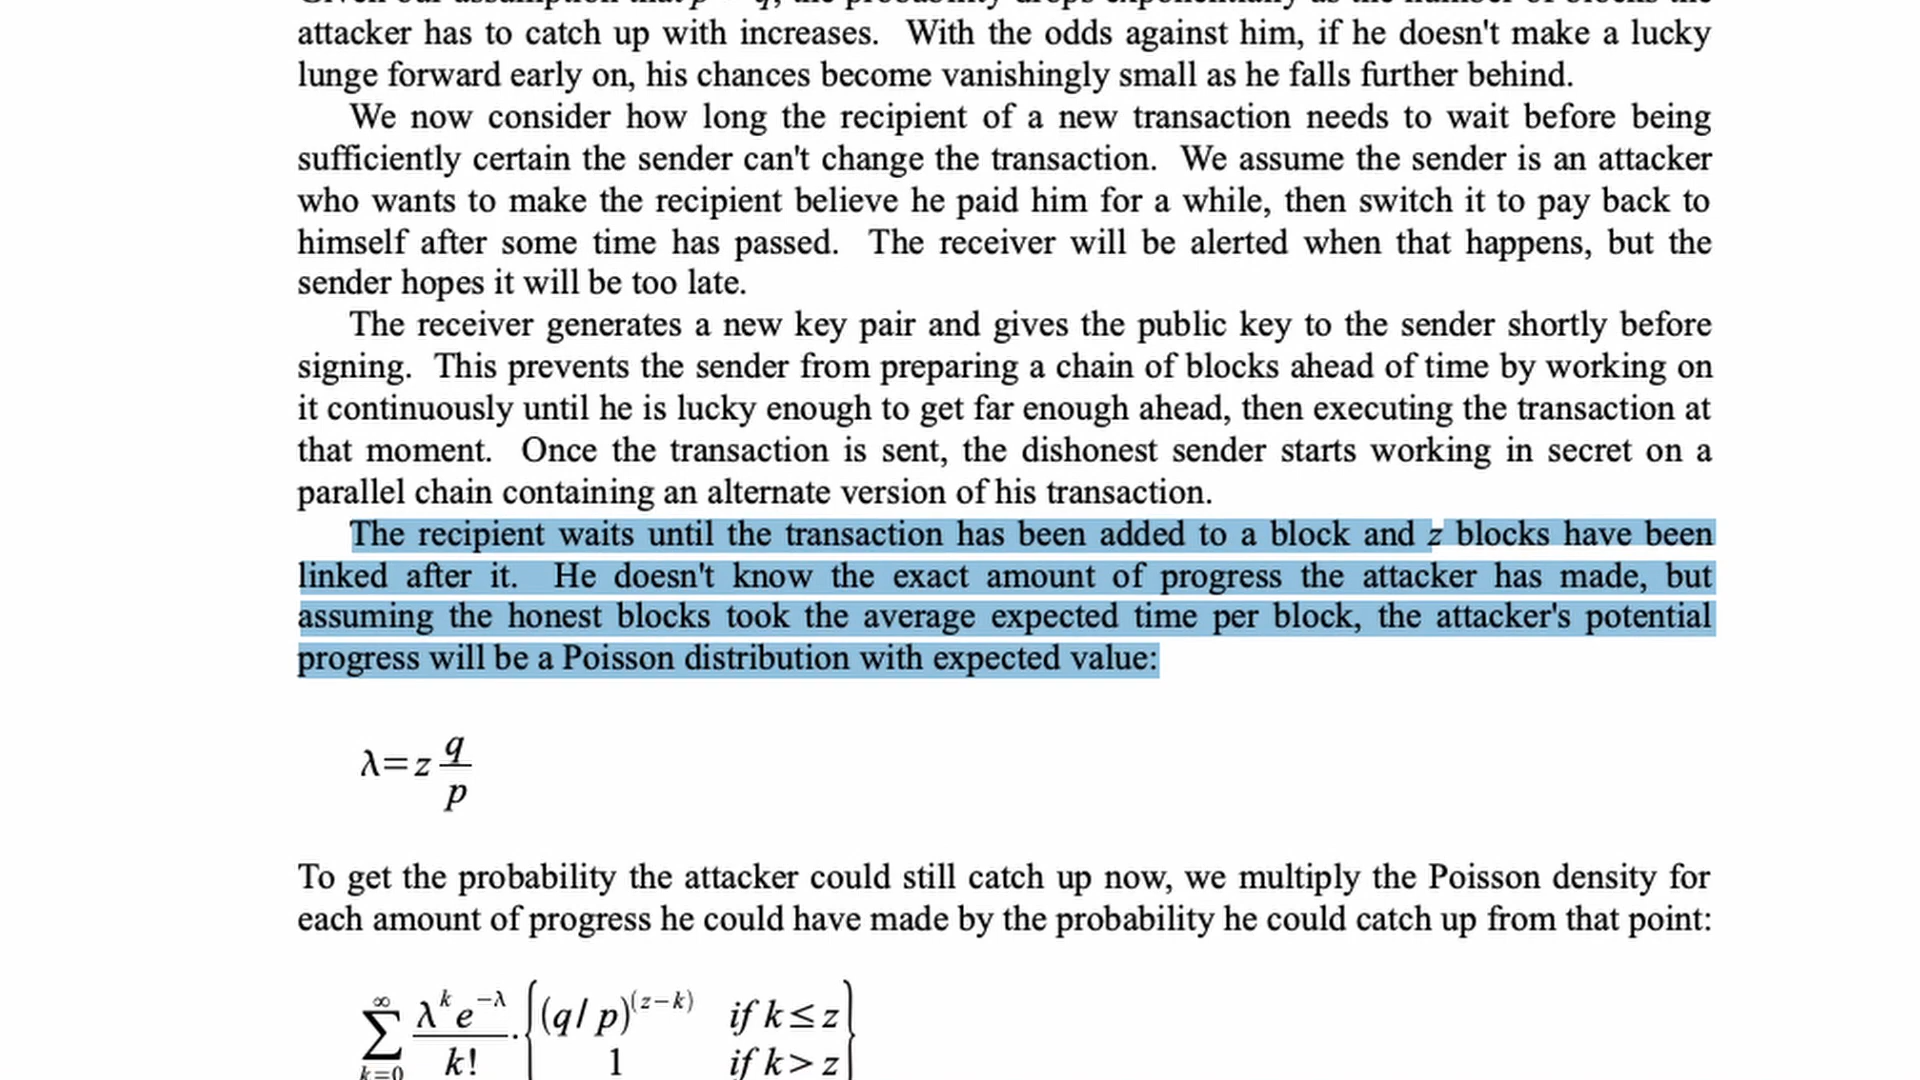 attacker has to catch up with increases. With the odds against him, if he doesn't make a lucky
lunge forward early on, his chances become vanishingly small as he falls further behind.
We now consider how long the recipient of a new transaction needs to wait before being
sufficiently certain the sender can't change the transaction. We assume the sender is an attacker
who wants to make the recipient believe he paid him for a while, then switch it to pay back to
himself after some time has passed. The receiver will be alerted when that happens, but the
sender hopes it will be too late.
The receiver generates a new key pair and gives the public key to the sender shortly before
signing. This prevents the sender from preparing a chain of blocks ahead of time by working on
it continuously until he is lucky enough to get far enough ahead, then executing the transaction at
that moment. Once the transaction is sent, the dishonest sender starts working in secret on a
parallel chain containing an alternate version of his transaction.
The recipient waits until the transaction has been added to a block and z blocks have been
linked after it. He doesn't know the exact amount of progress the attacker has made, but
assuming the honest blocks took the average expected time per block, the attacker's potential
progress will be a Poisson distribution with expected value:
λ=z q/p
To get the probability the attacker could still catch up now, we multiply the Poisson density for
each amount of progress he could have made by the probability he could catch up from that point:
∑ k=0 ∞ λ^k e^−λ / k! · { (q/p)^(z−k) if k≤z
1 if k>z }